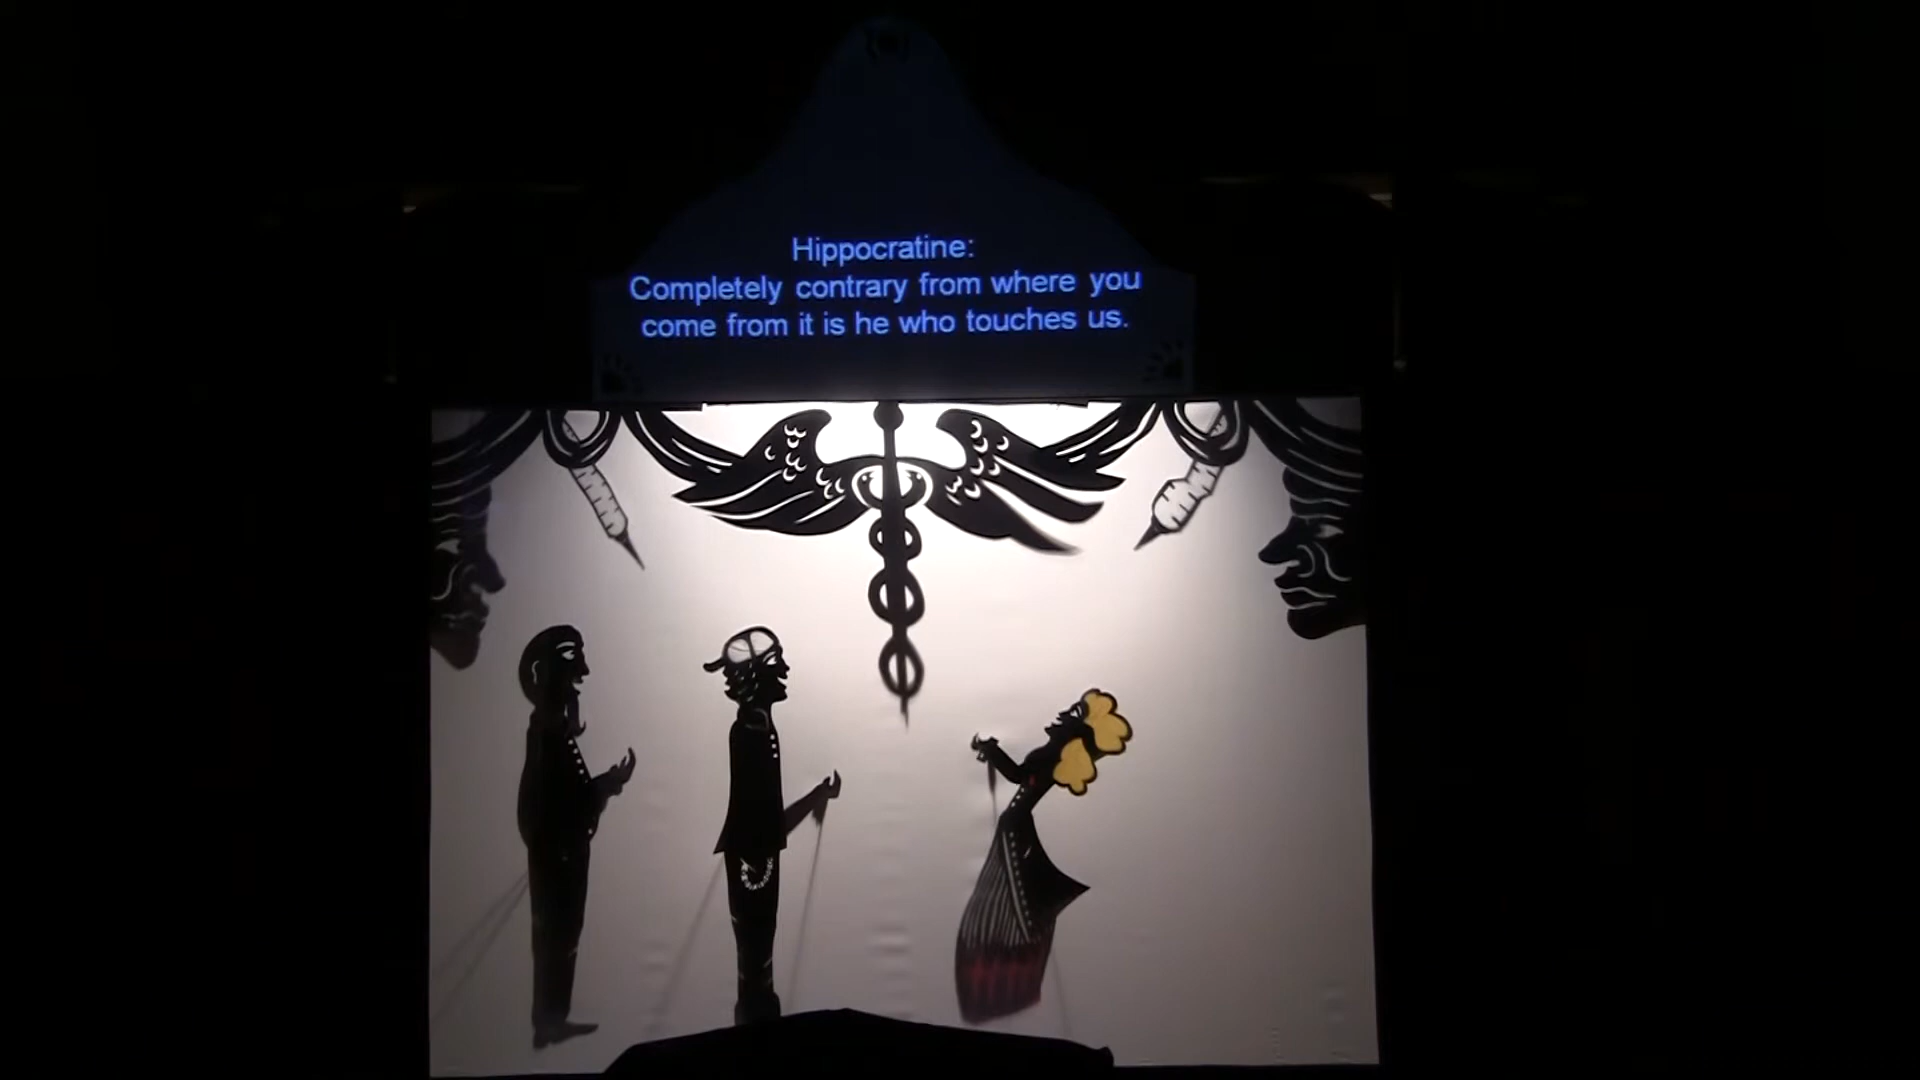 Hippocratine:
Completely contrary from where you
come from it is he who touches us.